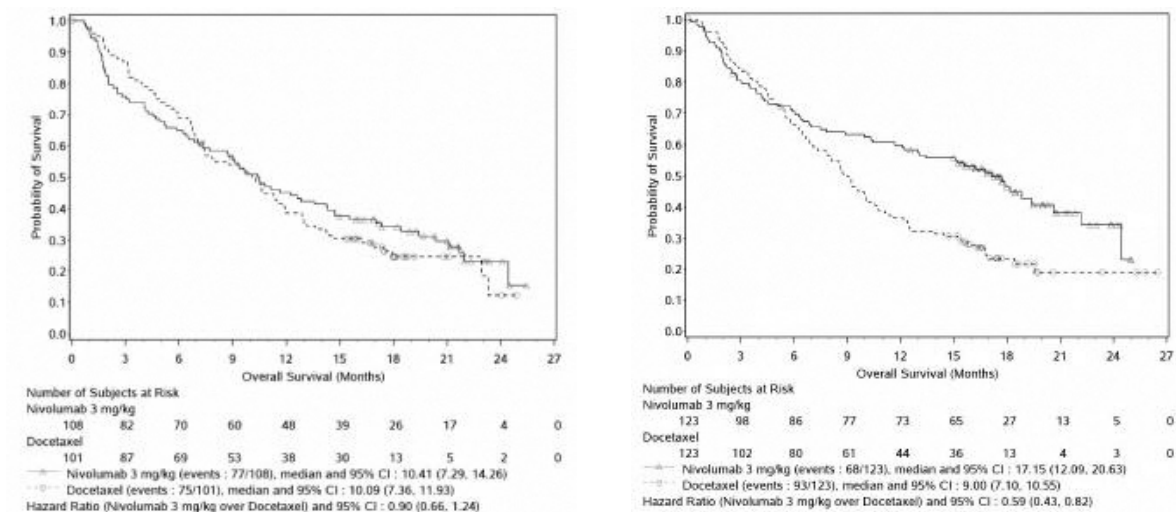 1.0
0.9
0.8
0.7
0.6
0.5
0.4
0.3
0.2
0.1
0.0
Probability of Survival
0 3 6 9 12 15 18 21 24 27
Overall Survival (Months)
Number of Subjects at Risk
Nivolumab 3 mg/kg
108 82 70 60 48 39 26 17 4 0
Docetaxel
101 87 69 53 38 30 13 5 2 0
Nivolumab 3 mg/kg (events : 77/108), median and 95% CI : 10.41 (7.29, 14.26)
Docetaxel (events : 75/101), median and 95% CI : 10.09 (7.36, 11.93)
Hazard Ratio (Nivolumab 3 mg/kg over Docetaxel) and 95% CI : 0.90 (0.66, 1.24)
1.0
0.9
0.8
0.7
0.6
0.5
0.4
0.3
0.2
0.1
0.0
Probability of Survival
0 3 6 9 12 15 18 21 24 27
Overall Survival (Months)
Number of Subjects at Risk
Nivolumab 3 mg/kg
123 98 86 77 73 65 27 13 5 0
Docetaxel
123 102 80 61 44 36 13 4 3 0
Nivolumab 3 mg/kg (events : 68/123), median and 95% CI : 17.15 (12.09, 20.63)
Docetaxel (events : 93/123), median and 95% CI : 9.00 (7.10, 10.55)
Hazard Ratio (Nivolumab 3 mg/kg over Docetaxel) and 95% CI : 0.59 (0.43, 0.82)